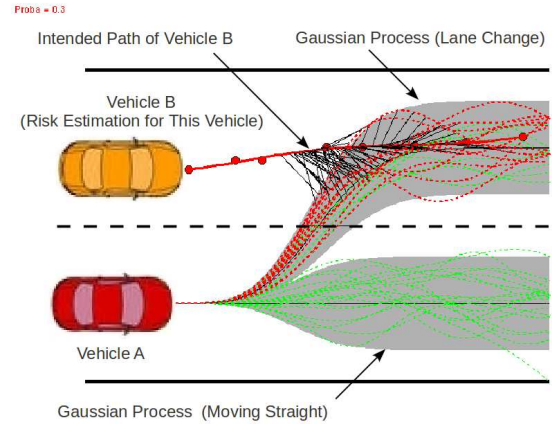 Proba = 0.3
Intended Path of Vehicle B
Gaussian Process (Lane Change)
Vehicle B
(Risk Estimation for This Vehicle)
Vehicle A
Gaussian Process  (Moving Straight)